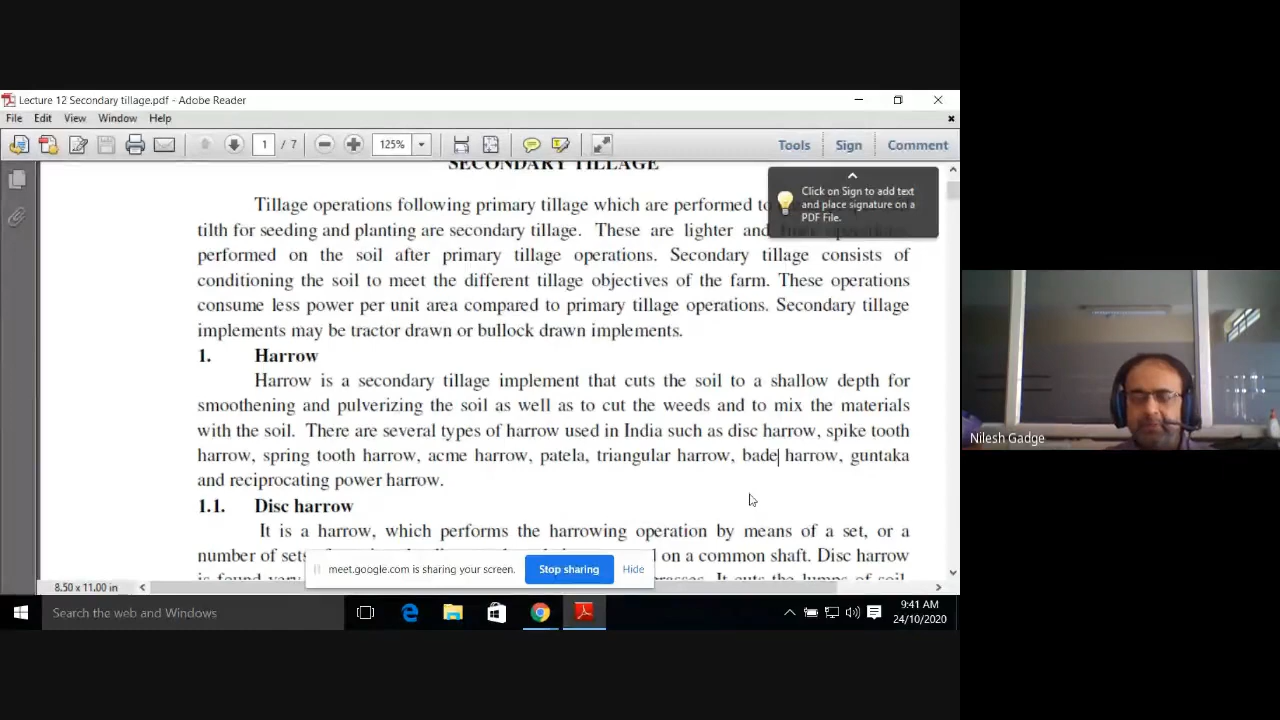 Lecture 12 Secondary tillage.pdf - Adobe Reader
File Edit View Window Help
1 / 7 125% Tools Sign Comment
SECONDARY TILLAGE
Click on Sign to add text
and place signature on a
PDF File.
Tillage operations following primary tillage which are performed to
tilth for seeding and planting are secondary tillage. These are lighter and
performed on the soil after primary tillage operations. Secondary tillage consists of
conditioning the soil to meet the different tillage objectives of the farm. These operations
consume less power per unit area compared to primary tillage operations. Secondary tillage
implements may be tractor drawn or bullock drawn implements.
1. Harrow
Harrow is a secondary tillage implement that cuts the soil to a shallow depth for
smoothening and pulverizing the soil as well as to cut the weeds and to mix the materials
with the soil. There are several types of harrow used in India such as disc harrow, spike tooth
harrow, spring tooth harrow, acme harrow, patela, triangular harrow, bade harrow, guntaka
and reciprocating power harrow.
1.1. Disc harrow
It is a harrow, which performs the harrowing operation by means of a set, or a
number of sets on a common shaft. Disc harrow
is found very It cuts the lumps of soil,
meet.google.com is sharing your screen. Stop sharing Hide
8.50 x 11.00 in
Search the web and Windows
9:41 AM
24/10/2020
Nilesh Gadge